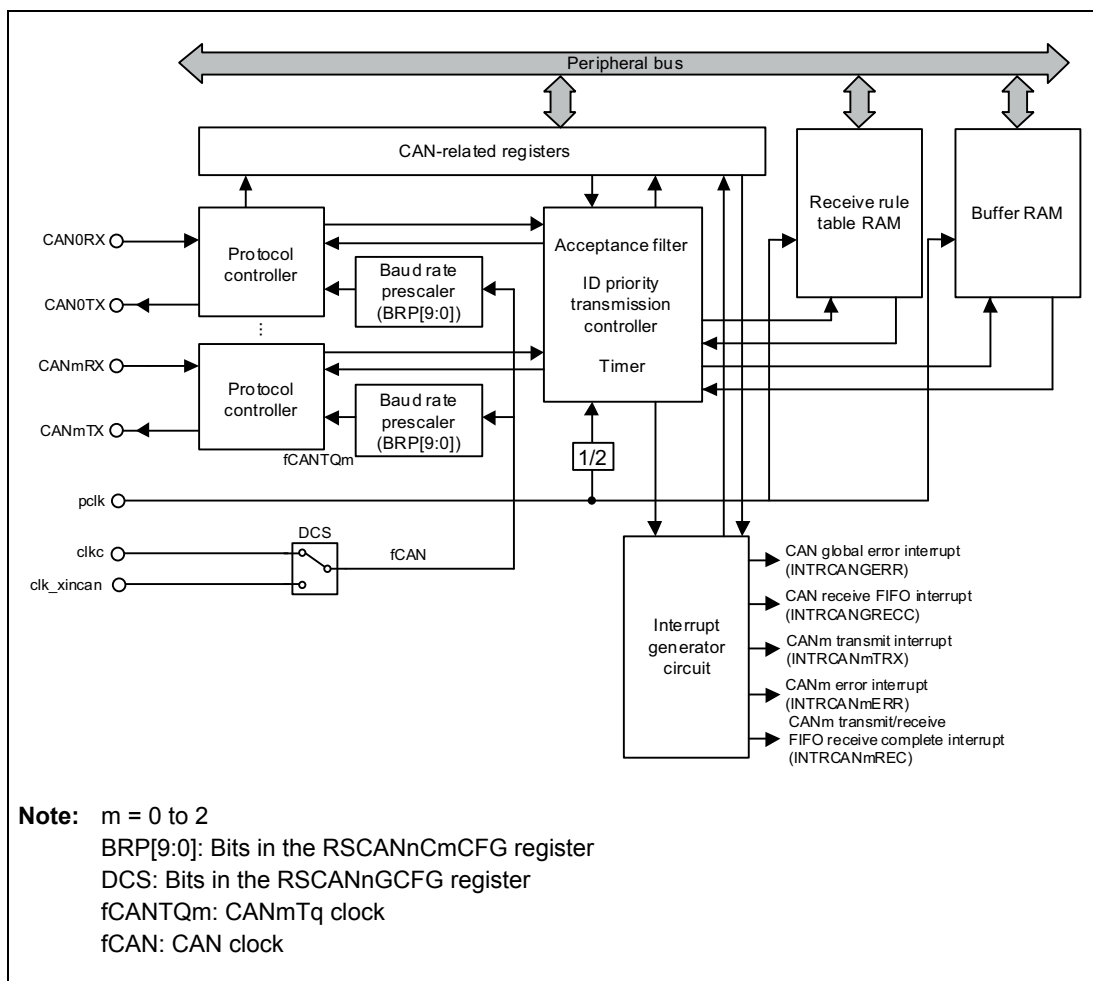 Peripheral bus
CAN-related registers
Receive rule
table RAM
Buffer RAM
CAN0RX
Protocol
controller
CAN0TX
Baud rate
prescaler
(BRP[9:0])
Acceptance filter
ID priority
transmission
controller
Timer
...
CANmRX
Protocol
controller
CANmTX
Baud rate
prescaler
(BRP[9:0])
fCANTQm
1/2
pclk
DCS
clkc
fCAN
clk_xincan
Interrupt
generator
circuit
CAN global error interrupt
(INTRCANGERR)
CAN receive FIFO interrupt
(INTRCANGRECC)
CANm transmit interrupt
(INTRCANmTRX)
CANm error interrupt
(INTRCANmERR)
CANm transmit/receive
FIFO receive complete interrupt
(INTRCANmREC)
Note: m = 0 to 2
BRP[9:0]: Bits in the RSCANnCmCFG register
DCS: Bits in the RSCANnGCFG register
fCANTQm: CANmTq clock
fCAN: CAN clock